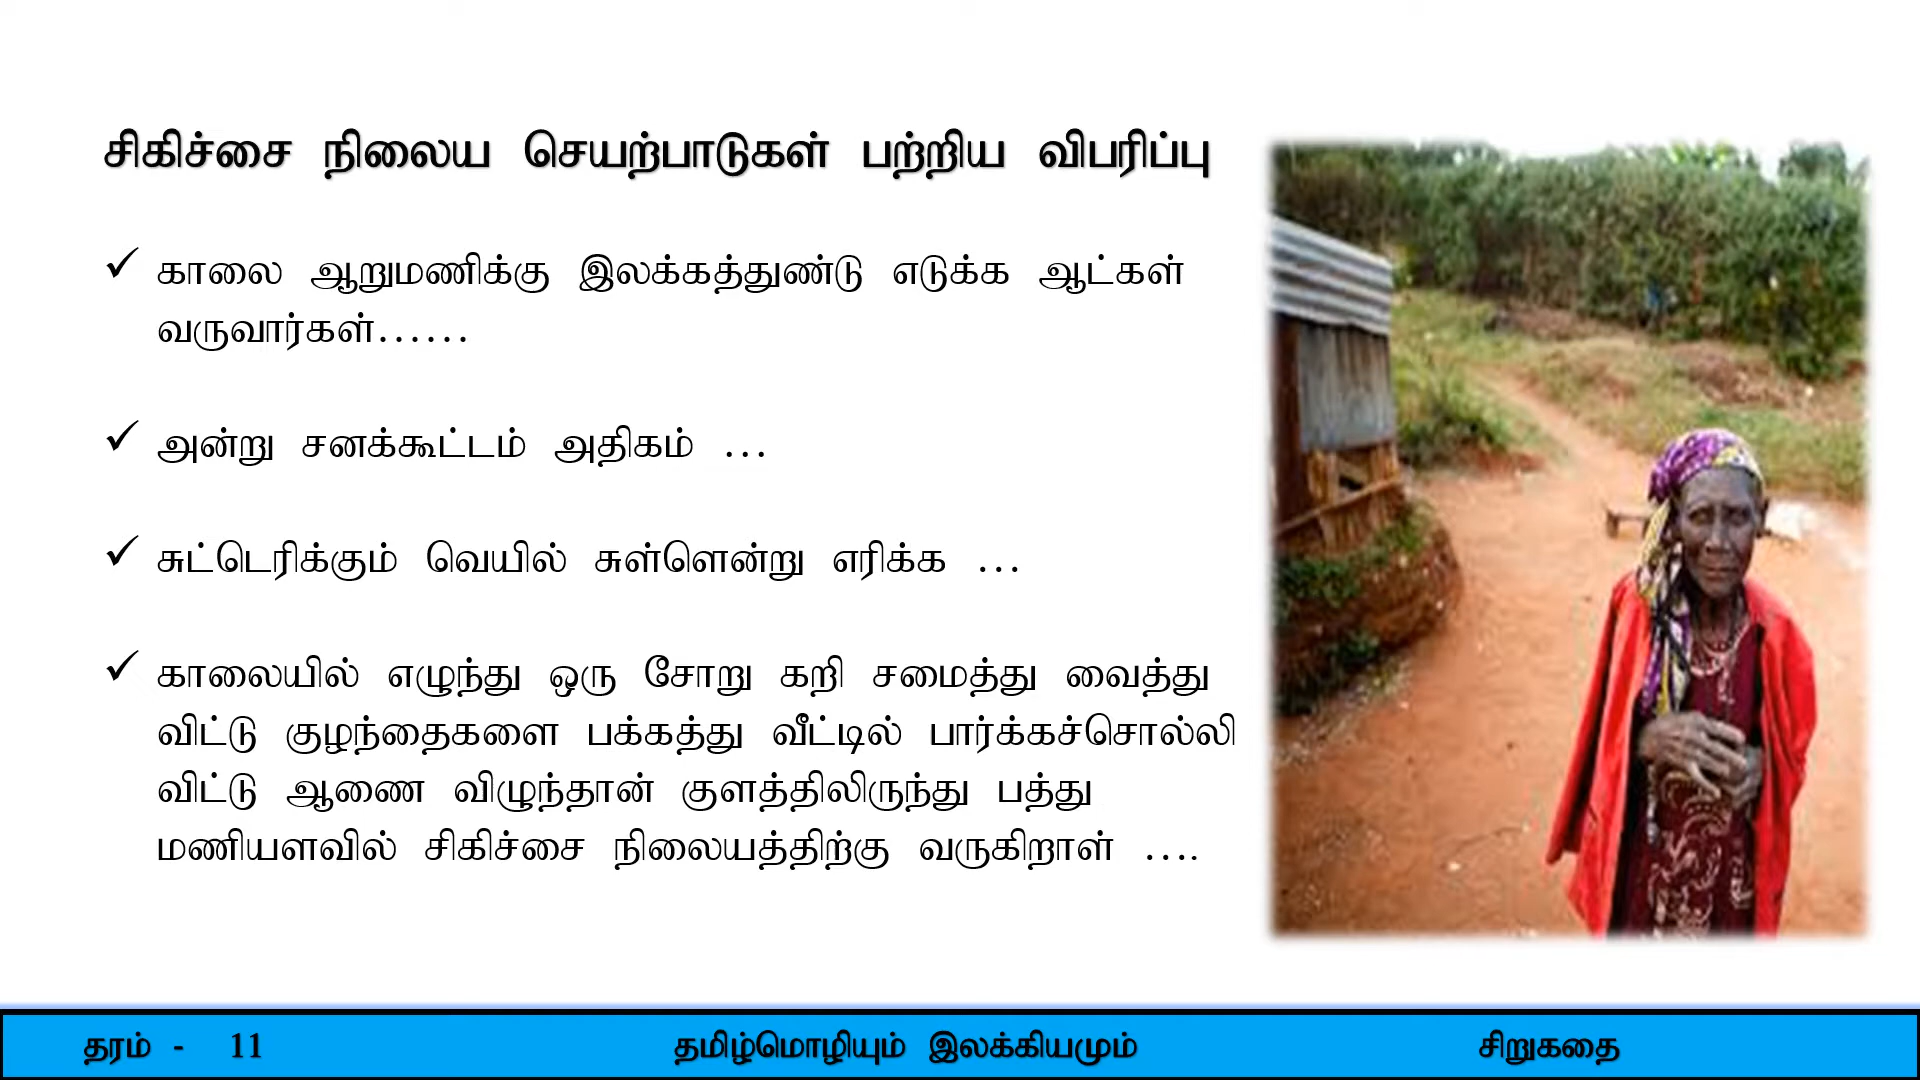 சிகிச்சை நிலைய செயற்பாடுகள் பற்றிய விபரிப்பு
✓ காலை ஆறுமணிக்கு இலக்கத்துண்டு எடுக்க ஆட்கள்
வருவார்கள்……
✓ அன்று சனக்கூட்டம் அதிகம் …
✓ சுட்டெரிக்கும் வெயில் சுள்ளென்று எரிக்க …
✓ காலையில் எழுந்து ஒரு சோறு கறி சமைத்து வைத்து
விட்டு குழந்தைகளை பக்கத்து வீட்டில் பார்க்கச்சொல்லி
விட்டு ஆணை விழுந்தான் குளத்திலிருந்து பத்து
மணியளவில் சிகிச்சை நிலையத்திற்கு வருகிறாள் ….
தரம் - 11 தமிழ்மொழியும் இலக்கியமும் சிறுகதை